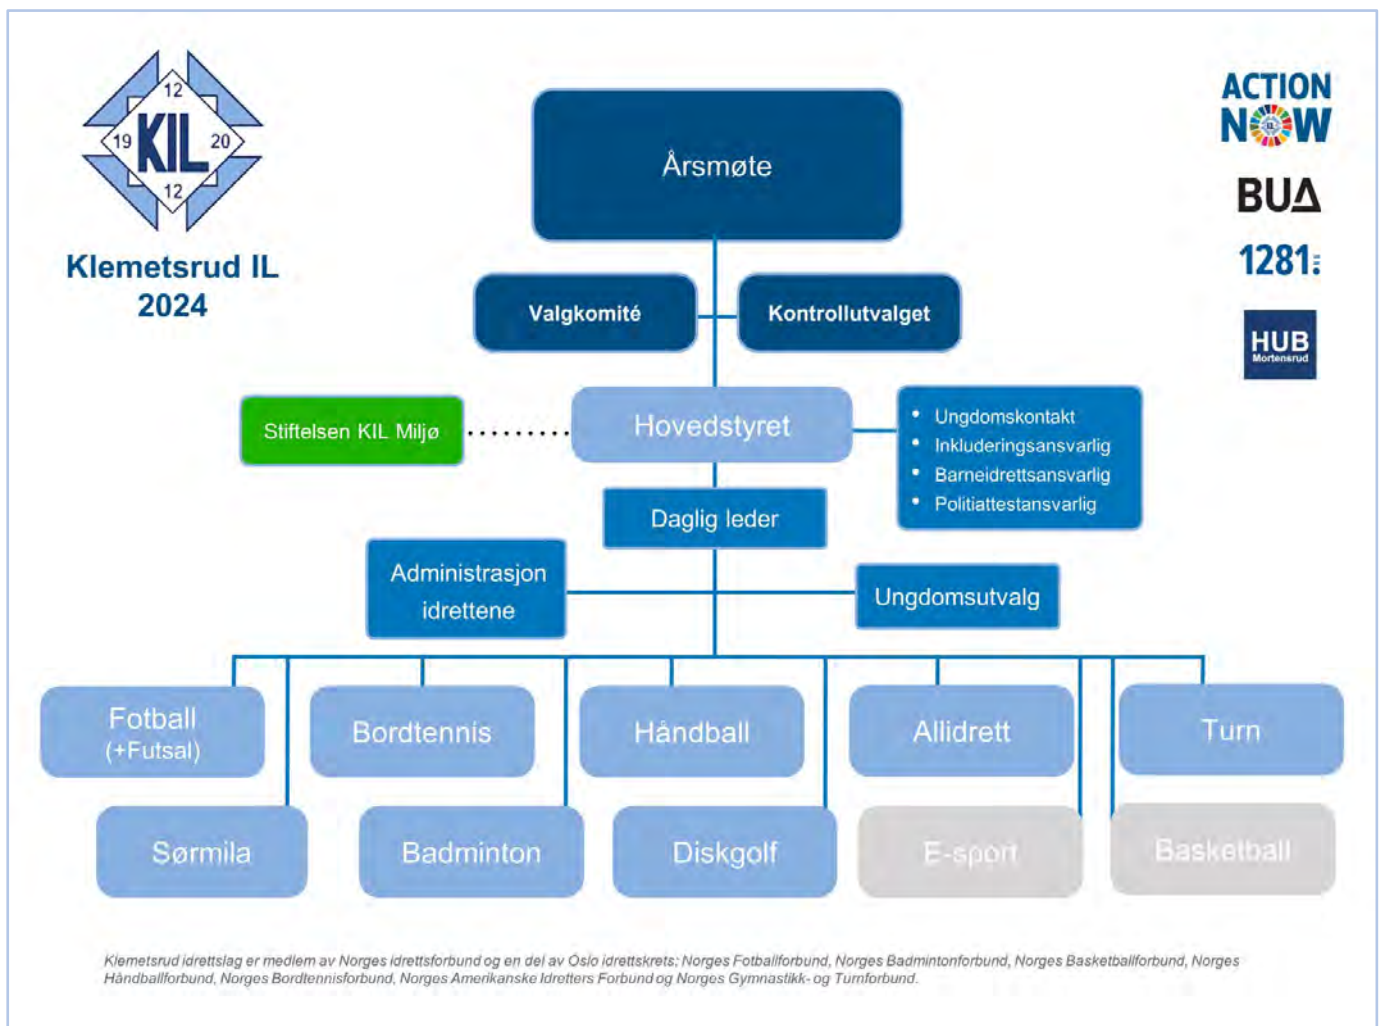 12
19 KIL 20
12
Klemetsrud IL
2024
ACTION
NOW
BUA
1281
HUB
Mortensrud
Årsmøte
Valgkomité
Kontrollutvalget
Stiftelsen KIL Miljø
Hovedstyret
• Ungdomskontakt
• Inkluderingsansvarlig
• Barneidrettsansvarlig
• Politiattestansvarlig
Daglig leder
Administrasjon
idrettene
Ungdomsutvalg
Fotball
(+Futsal)
Bordtennis
Håndball
Allidrett
Turn
Sørmila
Badminton
Diskgolf
E-sport
Basketball
Klemetsrud idrettslag er medlem av Norges idrettsforbund og en del av Oslo idrettskrets; Norges Fotballforbund, Norges Badmintonforbund, Norges Basketballforbund, Norges
Håndballforbund, Norges Bordtennisforbund, Norges Amerikanske Idretters Forbund og Norges Gymnastikk- og Turnforbund.